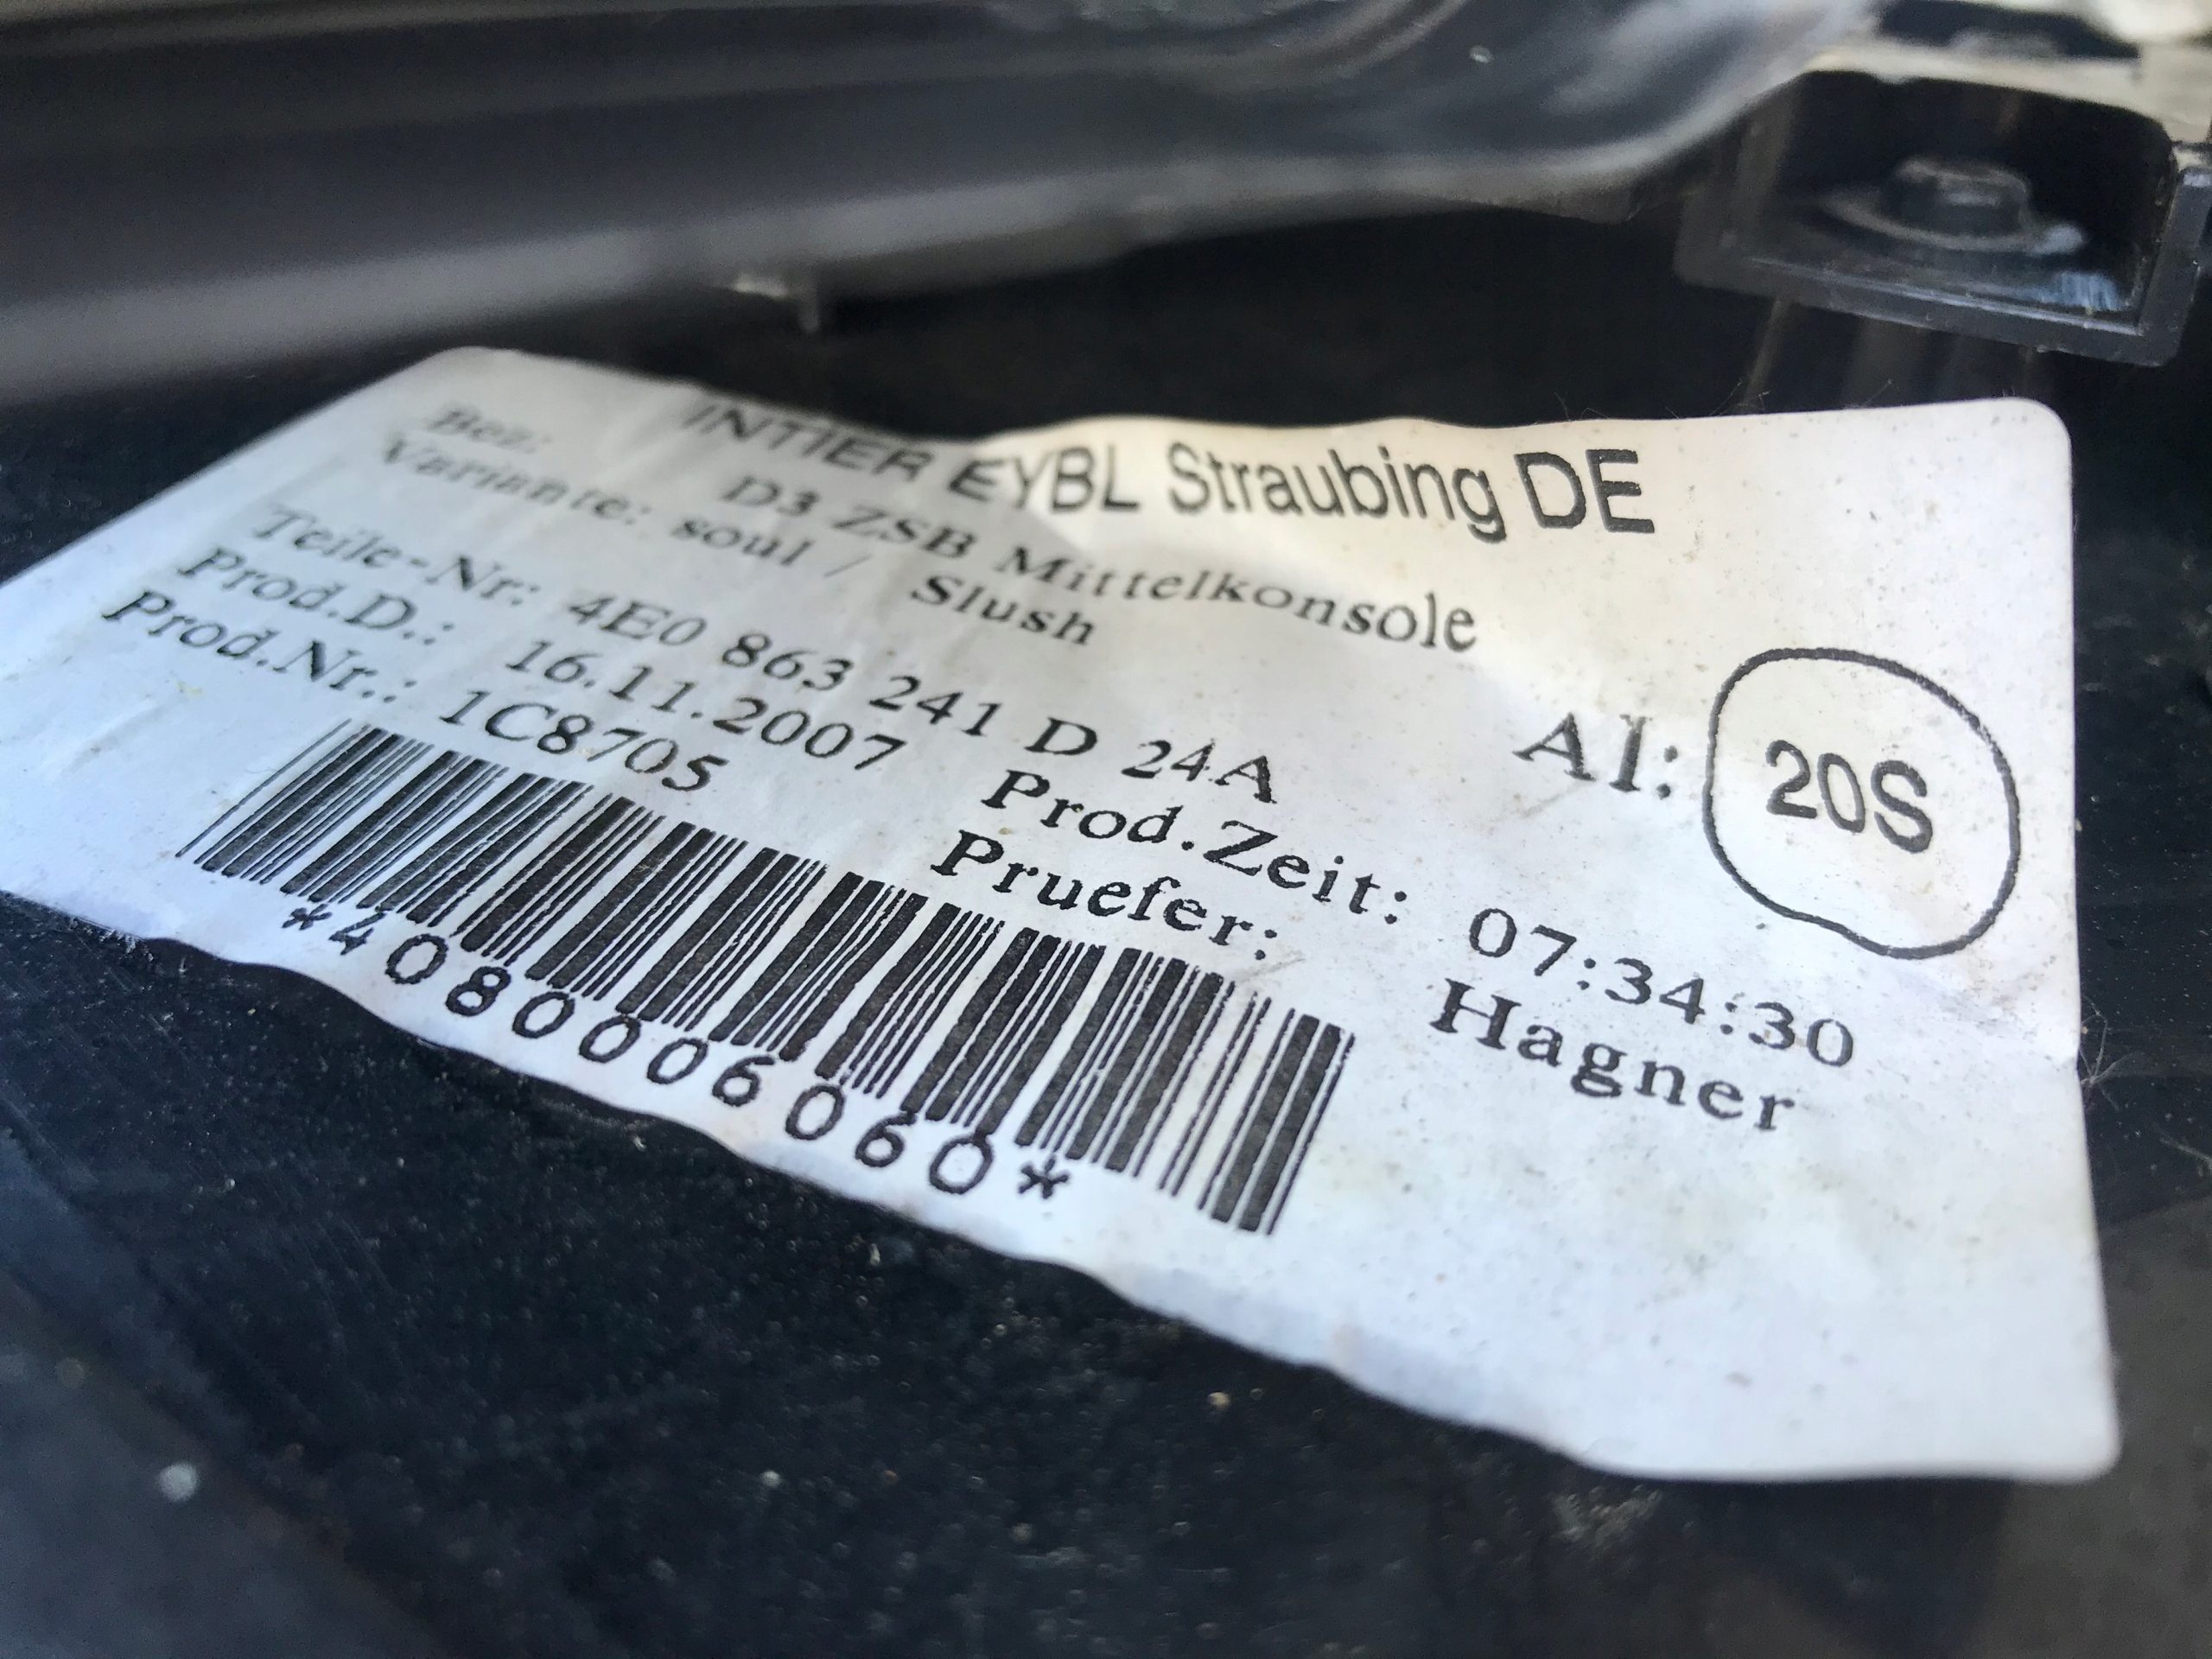 INTIER EYBL Straubing DE
Bez: D3 ZSB Mittelkonsole
Variante: soul / Slush
Teile-Nr: 4E0 863 241 D 24A AI: 20S
Prod.D.: 16.11.2007 Prod.Zeit: 07:34:30
Prod.Nr.: 1C8705 Pruefer: Hagner
*4080006060*